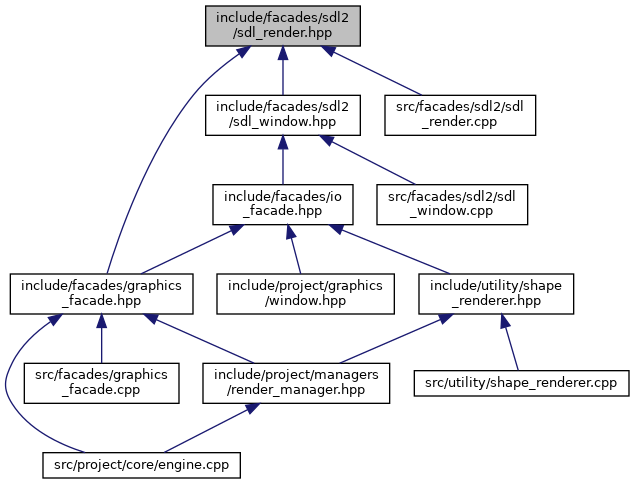 include/facades/sdl2
/sdl_render.hpp
include/facades/sdl2
/sdl_window.hpp
src/facades/sdl2/sdl
_render.cpp
include/facades/io
_facade.hpp
src/facades/sdl2/sdl
_window.cpp
include/facades/graphics
_facade.hpp
include/project/graphics
/window.hpp
include/utility/shape
_renderer.hpp
src/facades/graphics
_facade.cpp
include/project/managers
/render_manager.hpp
src/utility/shape_renderer.cpp
src/project/core/engine.cpp